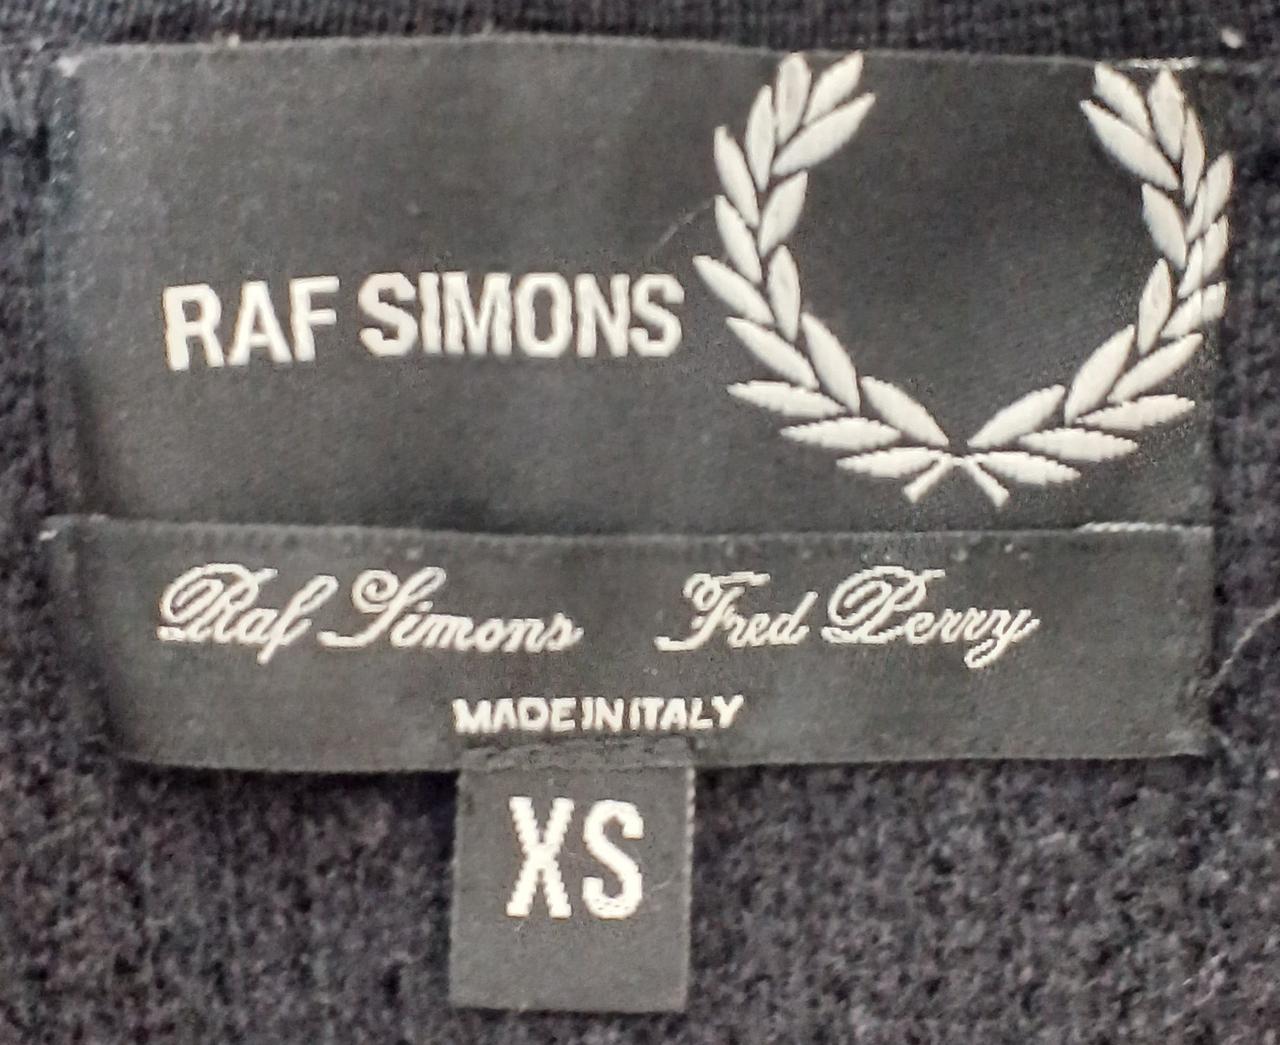 RAF SIMONS
Raf Simons Fred Perry
MADE IN ITALY
XS